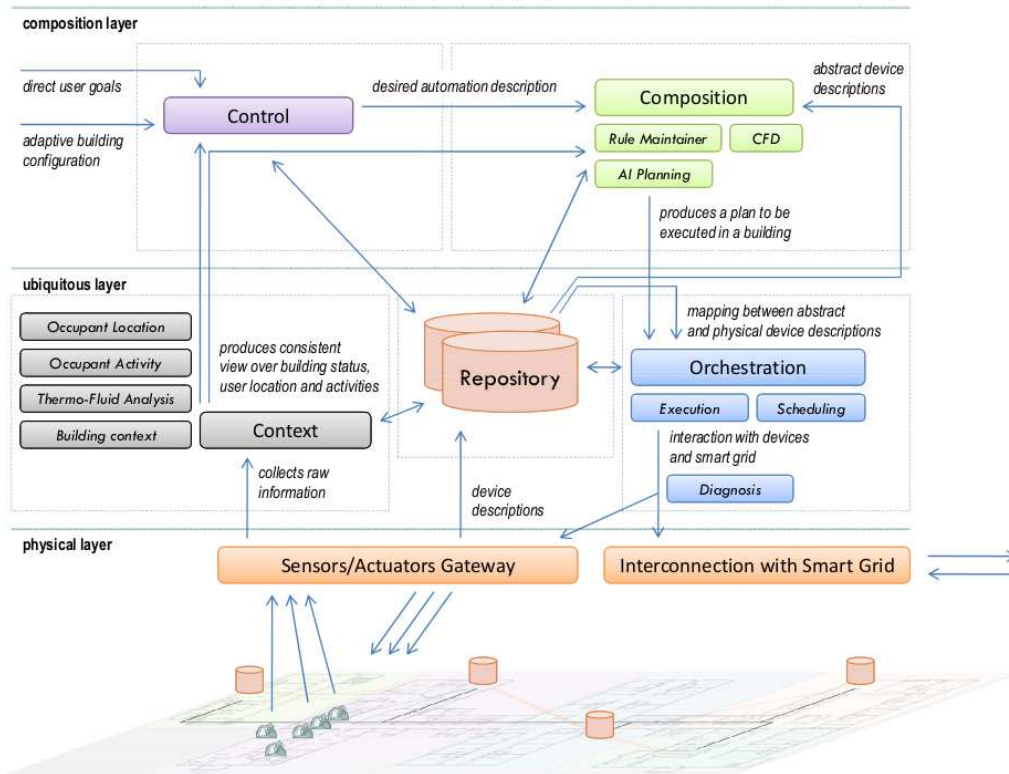 composition layer
direct user goals
adaptive building
configuration
Control
desired automation description
Composition
abstract device
descriptions
Rule Maintainer
CFD
AI Planning
produces a plan to be
executed in a building
ubiquitous layer
Occupant Location
Occupant Activity
Thermo-Fluid Analysis
Building context
produces consistent
view over building status,
user location and activities
Context
Repository
mapping between abstract
and physical device descriptions
Orchestration
Execution
Scheduling
interaction with devices
and smart grid
Diagnosis
collects raw
information
device
descriptions
physical layer
Sensors/Actuators Gateway
Interconnection with Smart Grid